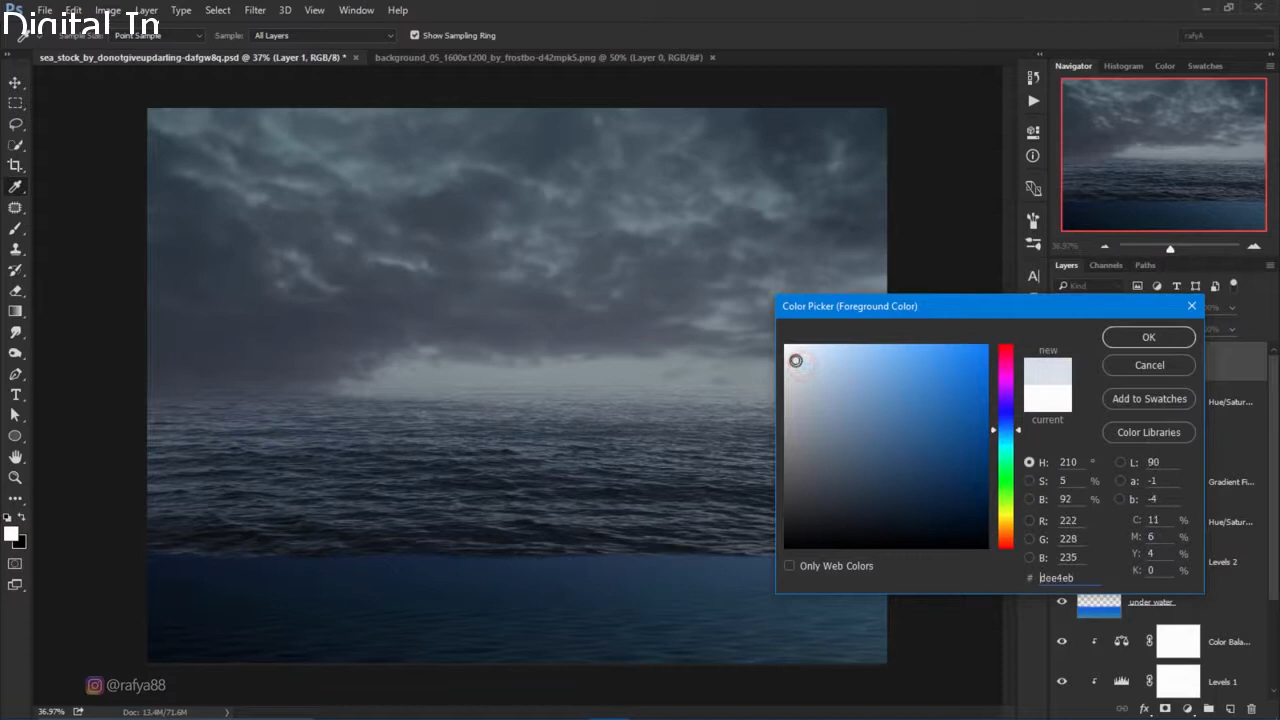 Ps File Edit Image Layer Type Select Filter 3D View Window Help
Digital Im
Sample Size: Point Sample Sample: All Layers Show Sampling Ring rafyA
sea_stock_by_donotgiveupdarling-dafgw8q.psd @ 37% (Layer 1, RGB/8) * × background_05_1600x1200_by_frostbo-d42mpk5.png @ 50% (Layer 0, RGB/8#) ×
Navigator Histogram Color Swatches
36.97%
Layers Channels Paths
Kind
Color Picker (Foreground Color)
OK
new
Cancel
Add to Swatches
current
Color Libraries
H: 210 ° L: 90
S: 5 % a: -1
B: 92 % b: -4
R: 222 C: 11 %
G: 228 M: 6 %
B: 235 Y: 4 %
# dee4eb K: 0 %
Only Web Colors
Hue/Satur...
Gradient Fi...
Hue/Satur...
Levels 2
under water
Color Bala...
Levels 1
@rafya88
36.97% Doc: 13.4M/71.6M